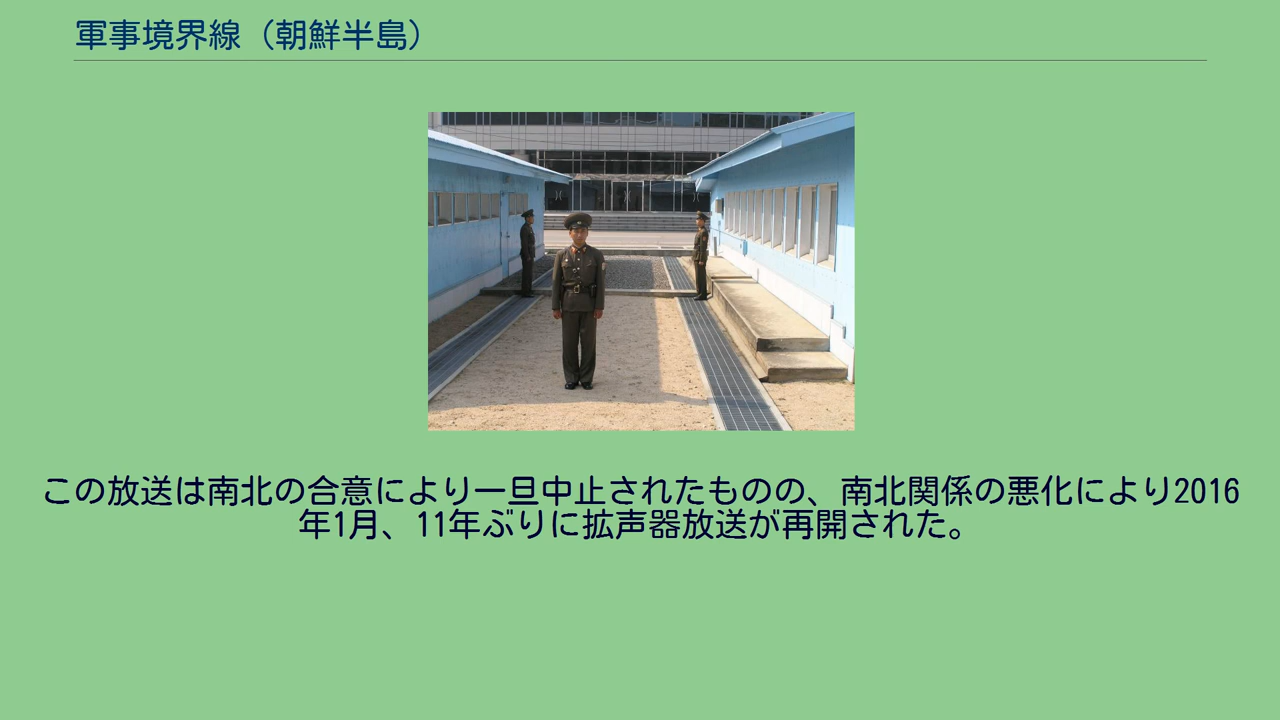 軍事境界線（朝鮮半島）
この放送は南北の合意により一旦中止されたものの、南北関係の悪化により2016
年1月、11年ぶりに拡声器放送が再開された。